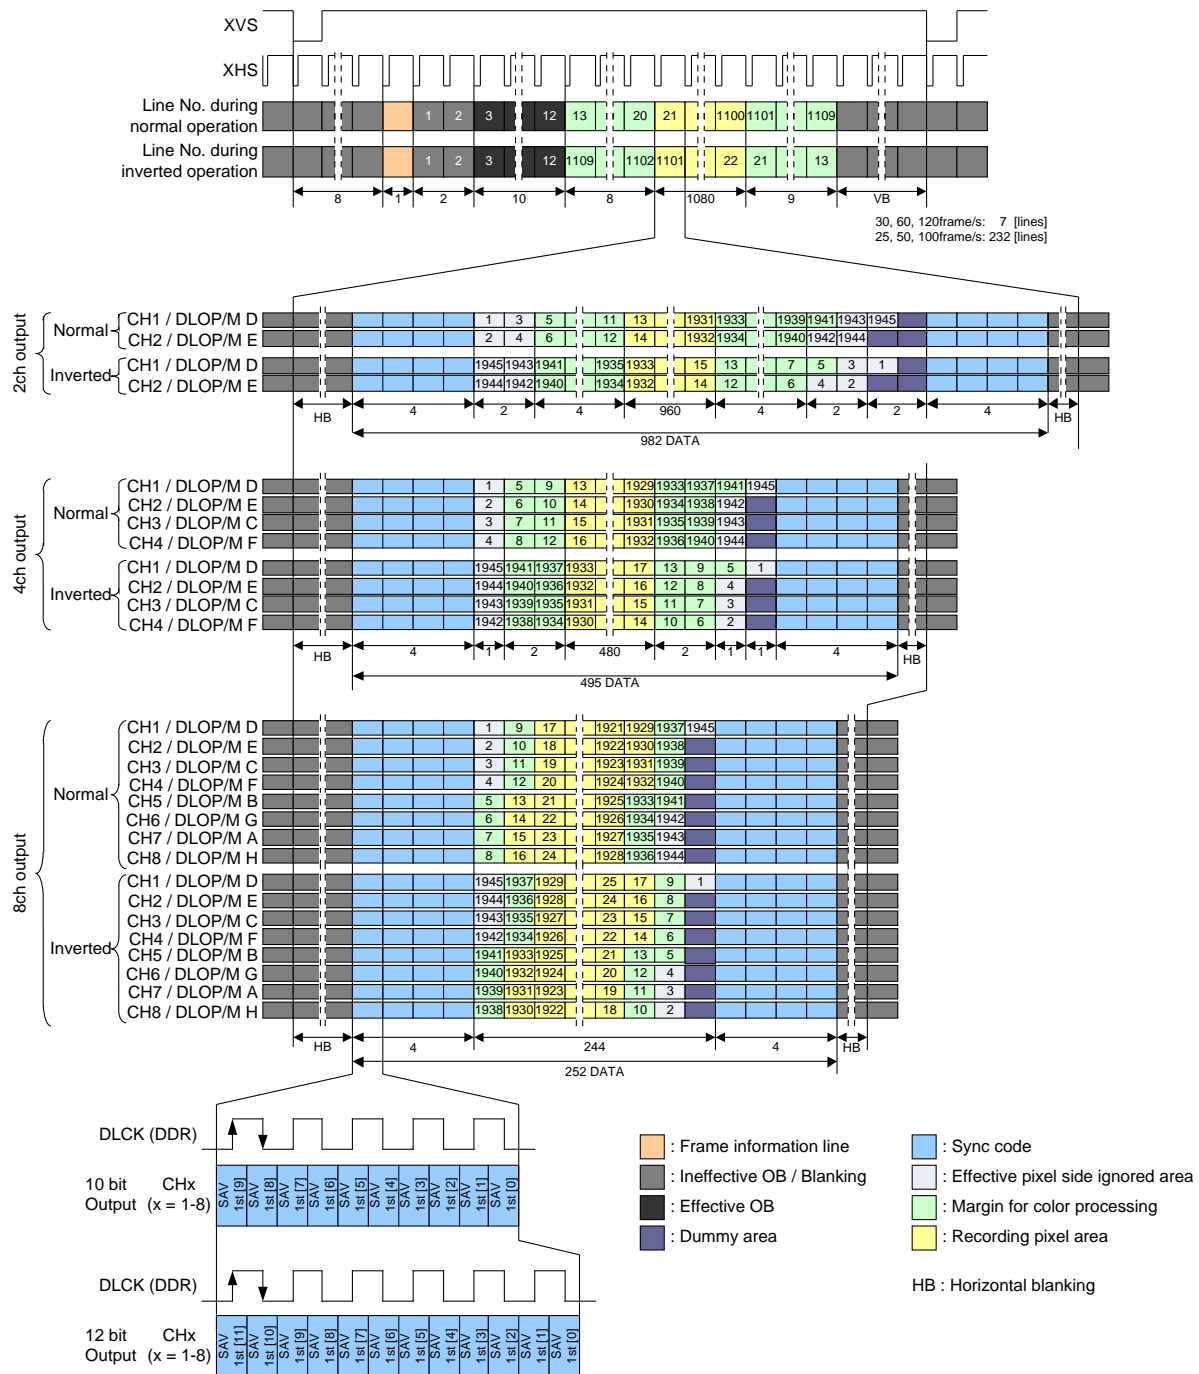 XVS
XHS
Line No. during normal operation
1 2 3 12 13 20 21 1100 1101 1109
Line No. during inverted operation
1 2 3 12 1109 1102 1101 22 21 13
8 1 2 10 8 1080 9 VB
30, 60, 120frame/s: 7 [lines]
25, 50, 100frame/s: 232 [lines]
2ch output
Normal
CH1 / DLOP/M D 1 3 5 11 13 1931 1933 1939 1941 1943 1945
CH2 / DLOP/M E 2 4 6 12 14 1932 1934 1940 1942 1944
Inverted
CH1 / DLOP/M D 1945 1943 1941 1935 1933 15 13 7 5 3 1
CH2 / DLOP/M E 1944 1942 1940 1934 1932 14 12 6 4 2
HB 4 2 4 960 4 2 2 4 HB
982 DATA
4ch output
Normal
CH1 / DLOP/M D 1 5 9 13 1929 1933 1937 1941 1945
CH2 / DLOP/M E 2 6 10 14 1930 1934 1938 1942
CH3 / DLOP/M C 3 7 11 15 1931 1935 1939 1943
CH4 / DLOP/M F 4 8 12 16 1932 1936 1940 1944
Inverted
CH1 / DLOP/M D 1945 1941 1937 1933 17 13 9 5 1
CH2 / DLOP/M E 1944 1940 1936 1932 16 12 8 4
CH3 / DLOP/M C 1943 1939 1935 1931 15 11 7 3
CH4 / DLOP/M F 1942 1938 1934 1930 14 10 6 2
HB 4 1 2 480 2 1 1 4 HB
495 DATA
8ch output
Normal
CH1 / DLOP/M D 1 9 17 1921 1929 1937 1945
CH2 / DLOP/M E 2 10 18 1922 1930 1938
CH3 / DLOP/M C 3 11 19 1923 1931 1939
CH4 / DLOP/M F 4 12 20 1924 1932 1940
CH5 / DLOP/M B 5 13 21 1925 1933 1941
CH6 / DLOP/M G 6 14 22 1926 1934 1942
CH7 / DLOP/M A 7 15 23 1927 1935 1943
CH8 / DLOP/M H 8 16 24 1928 1936 1944
Inverted
CH1 / DLOP/M D 1945 1937 1929 25 17 9 1
CH2 / DLOP/M E 1944 1936 1928 24 16 8
CH3 / DLOP/M C 1943 1935 1927 23 15 7
CH4 / DLOP/M F 1942 1934 1926 22 14 6
CH5 / DLOP/M B 1941 1933 1925 21 13 5
CH6 / DLOP/M G 1940 1932 1924 20 12 4
CH7 / DLOP/M A 1939 1931 1923 19 11 3
CH8 / DLOP/M H 1938 1930 1922 18 10 2
HB 4 244 4 HB
252 DATA
DLCK (DDR)
10 bit Output CHx (x = 1-8)
SAV 1st [9] SAV 1st [8] SAV 1st [7] SAV 1st [6] SAV 1st [5] SAV 1st [4] SAV 1st [3] SAV 1st [2] SAV 1st [1] SAV 1st [0]
DLCK (DDR)
12 bit Output CHx (x = 1-8)
SAV 1st [11] SAV 1st [10] SAV 1st [9] SAV 1st [8] SAV 1st [7] SAV 1st [6] SAV 1st [5] SAV 1st [4] SAV 1st [3] SAV 1st [2] SAV 1st [1] SAV 1st [0]
: Frame information line
: Ineffective OB / Blanking
: Effective OB
: Dummy area
: Sync code
: Effective pixel side ignored area
: Margin for color processing
: Recording pixel area
HB : Horizontal blanking